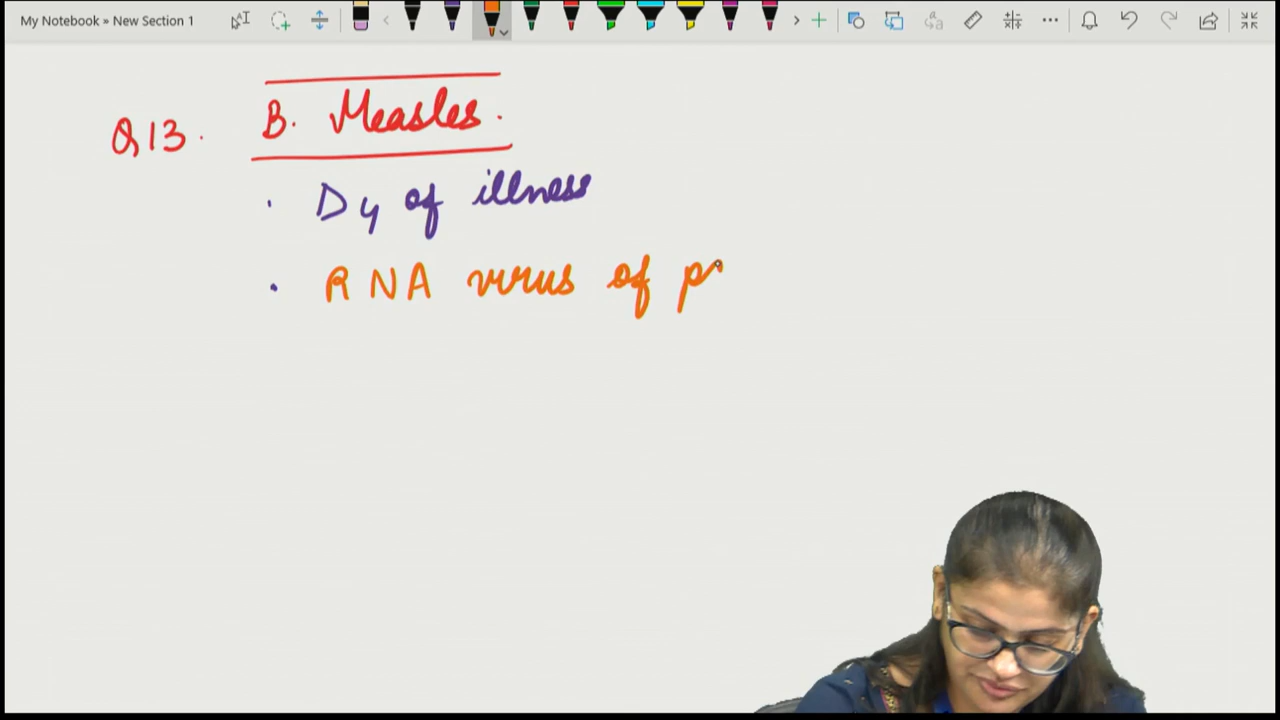 My Notebook » New Section 1
Q13. B. Measles.
· D4 of illness
· RNA virus of p